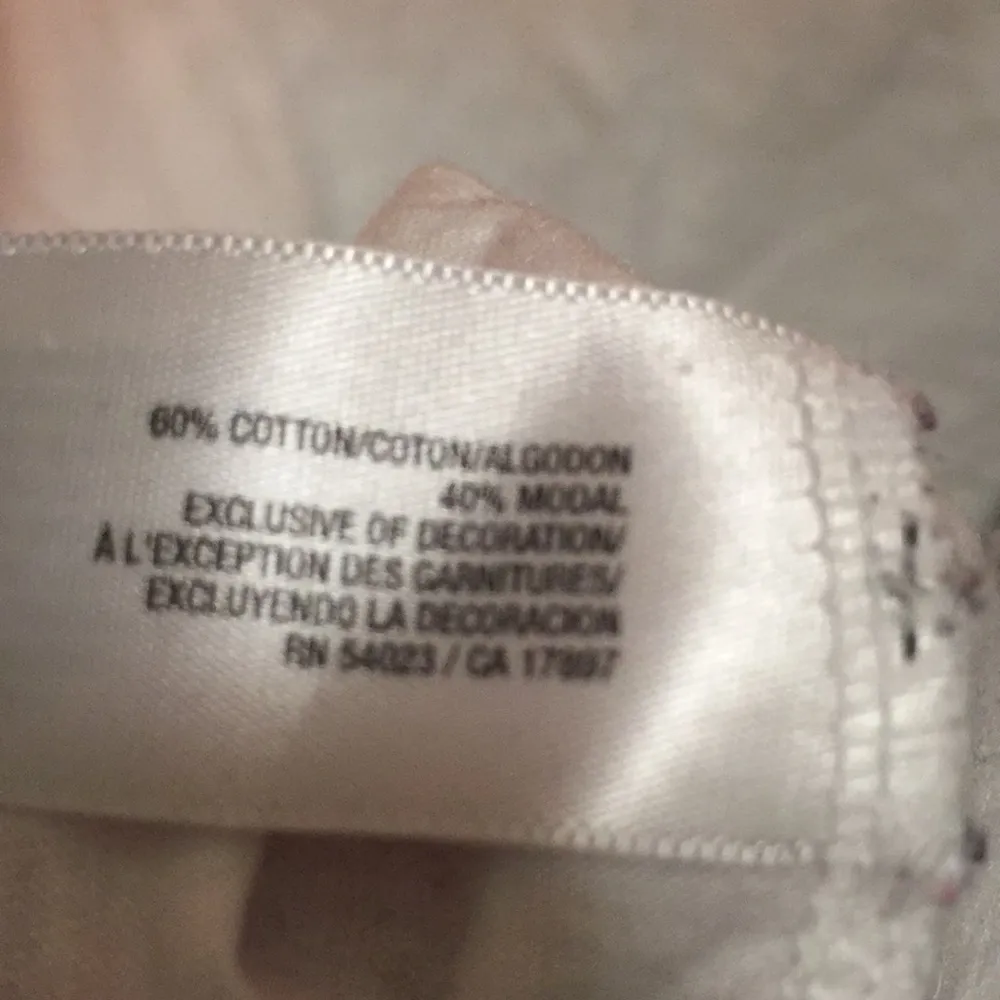 60% COTTON/COTON/ALGODON
40% MODAL
EXCLUSIVE OF DECORATION/
À L'EXCEPTION DES GARNITURES/
EXCLUYENDO LA DECORACION
RN 54023 / CA 17897